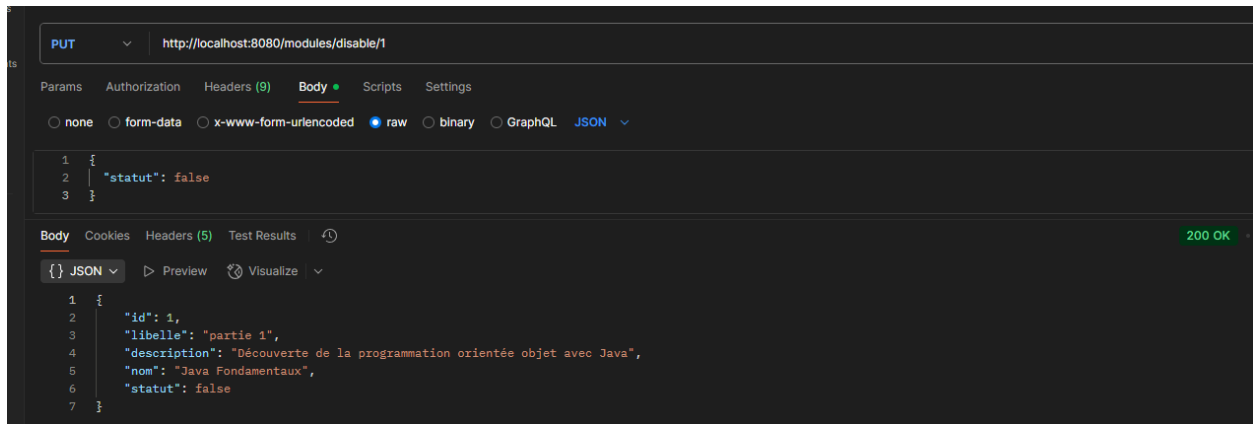 PUT http://localhost:8080/modules/disable/1
nts
Params Authorization Headers (9) Body Scripts Settings
none form-data x-www-form-urlencoded raw binary GraphQL JSON
1 {
2 "statut": false
3 }
Body Cookies Headers (5) Test Results 200 OK
{} JSON Preview Visualize
1 {
2 "id": 1,
3 "libelle": "partie 1",
4 "description": "Découverte de la programmation orientée objet avec Java",
5 "nom": "Java Fondamentaux",
6 "statut": false
7 }